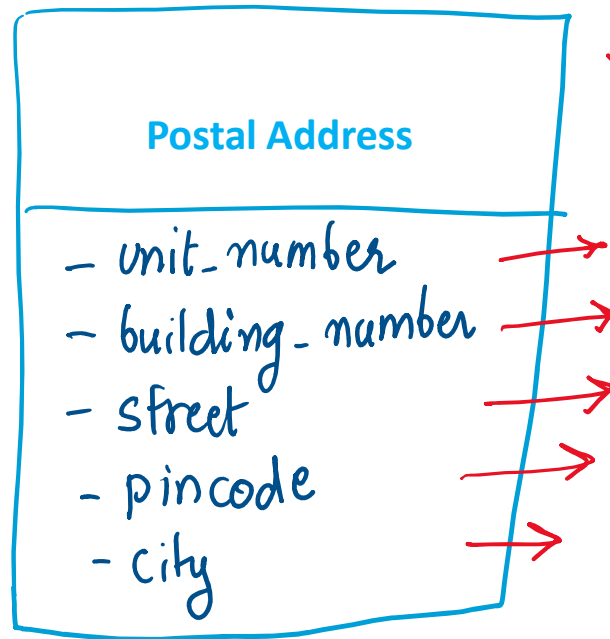 Postal Address
- unit_number
- building_number
- street
- pincode
- city